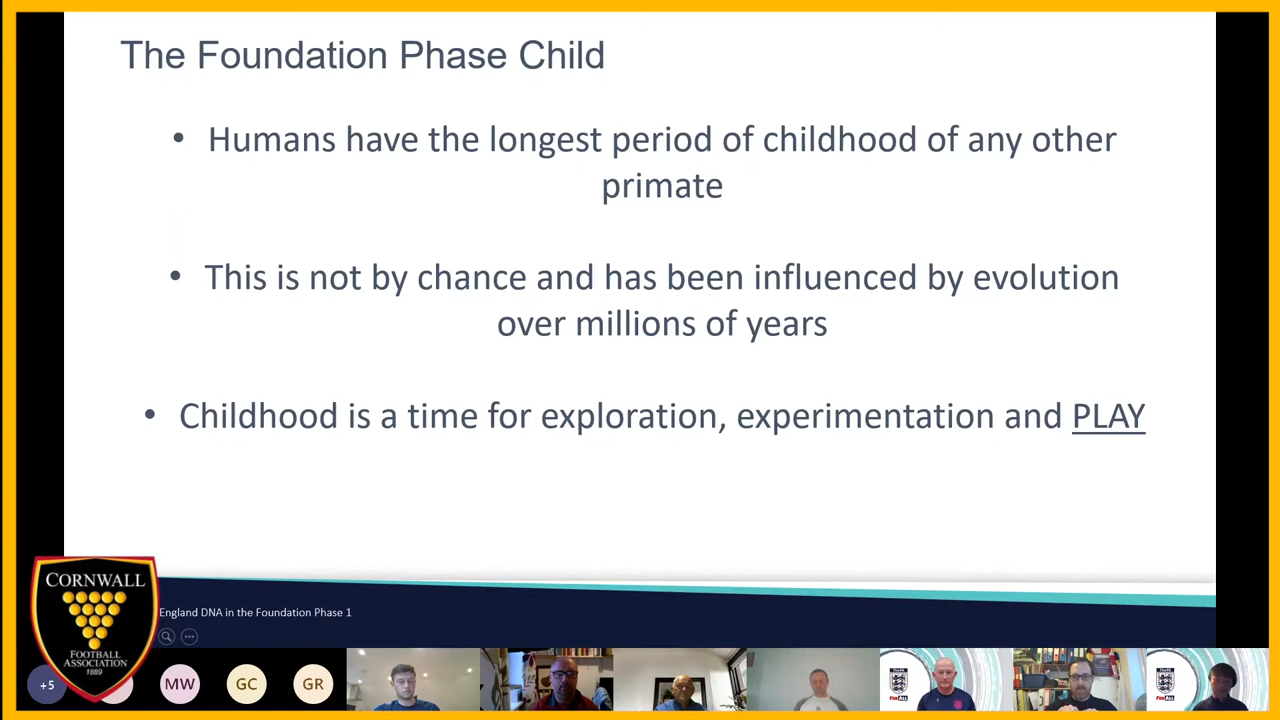 The Foundation Phase Child
• Humans have the longest period of childhood of any other
primate
• This is not by chance and has been influenced by evolution
over millions of years
• Childhood is a time for exploration, experimentation and PLAY
England DNA in the Foundation Phase 1
CORNWALL
FOOTBALL
ASSOCIATION
1889
+5
MW
GC
GR
FORALL
FORALL